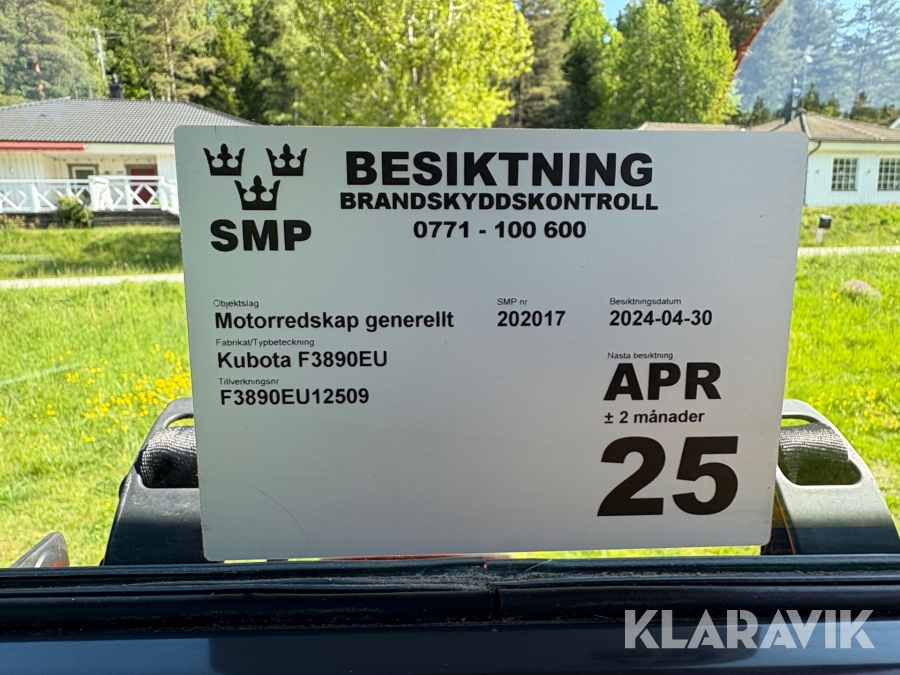 SMP
BESIKTNING
BRANDSKYDDSKONTROLL
0771 - 100 600
Objektslag
Motorredskap generellt
SMP nr
202017
Besiktningsdatum
2024-04-30
Fabrikat/Typbeteckning
Kubota F3890EU
Tillverkningsnr
F3890EU12509
Nästa besiktning
APR
± 2 månader
25
KLARAVIK